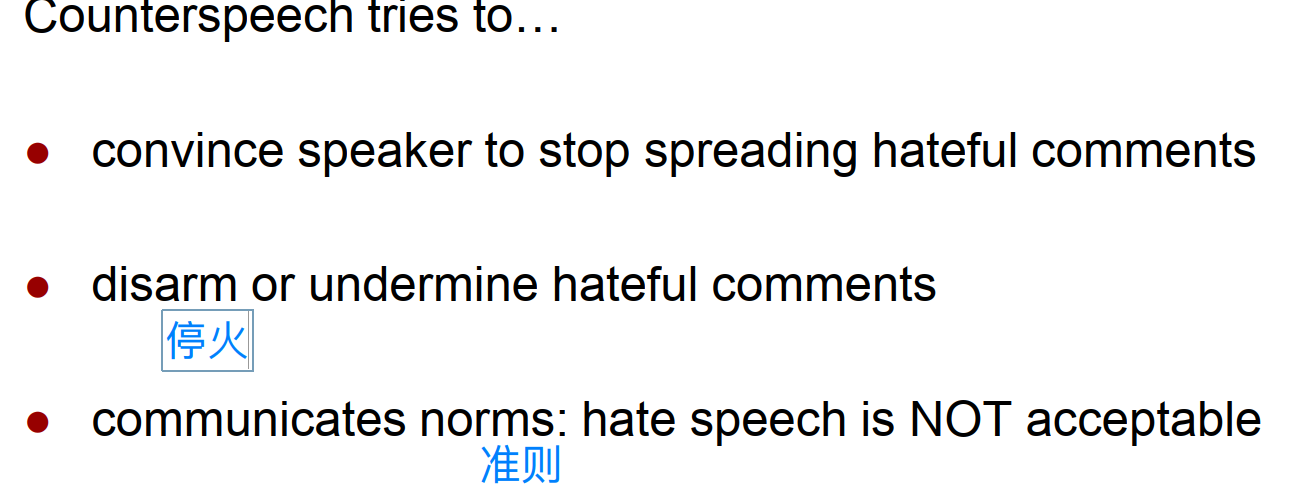 Counterspeech tries to…
● convince speaker to stop spreading hateful comments
● disarm or undermine hateful comments
停火
● communicates norms: hate speech is NOT acceptable
准则